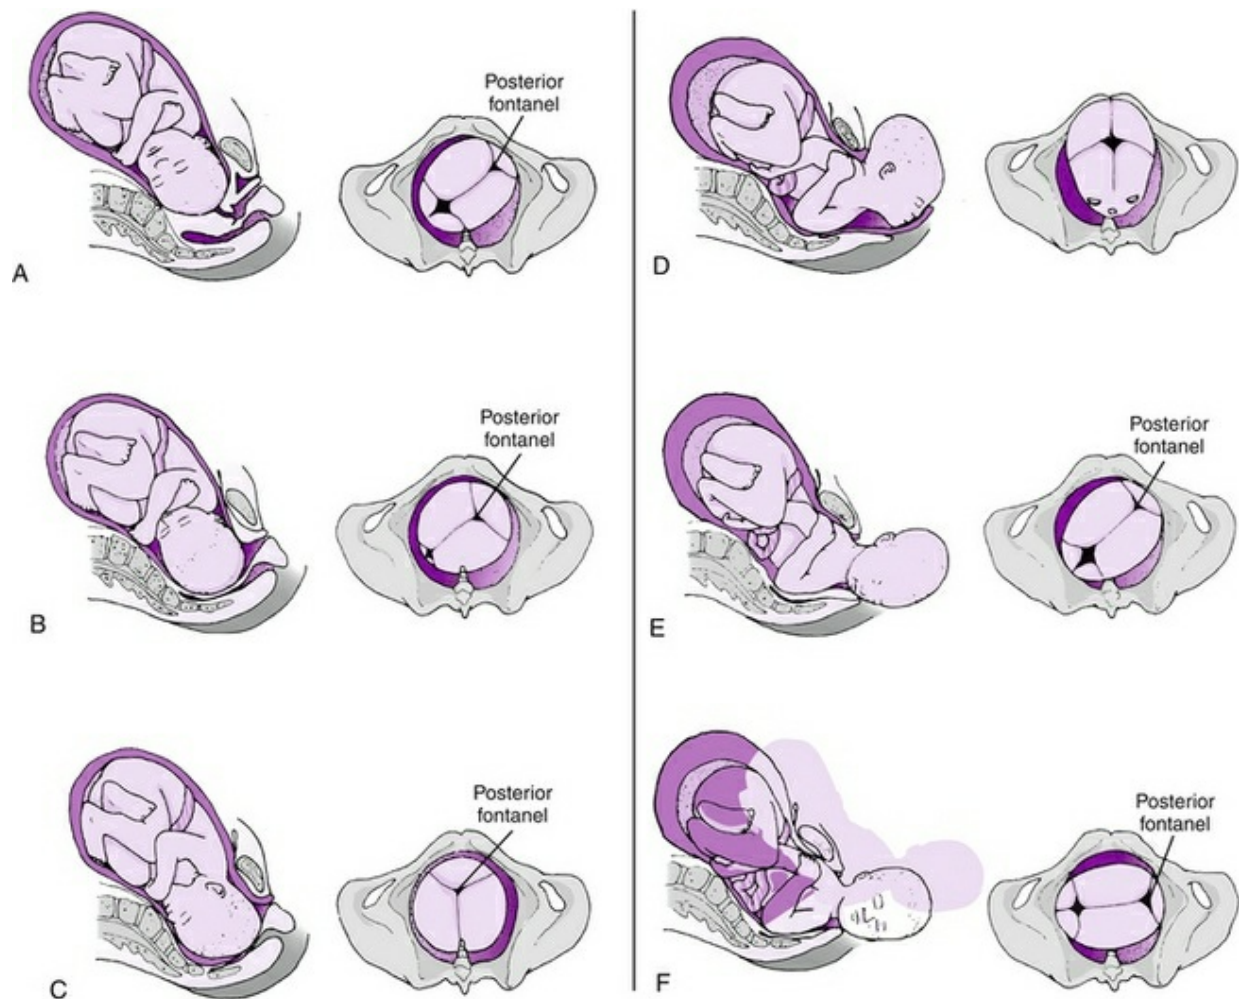 Posterior
fontanel
A
Posterior
fontanel
B
Posterior
fontanel
C
D
Posterior
fontanel
E
Posterior
fontanel
F